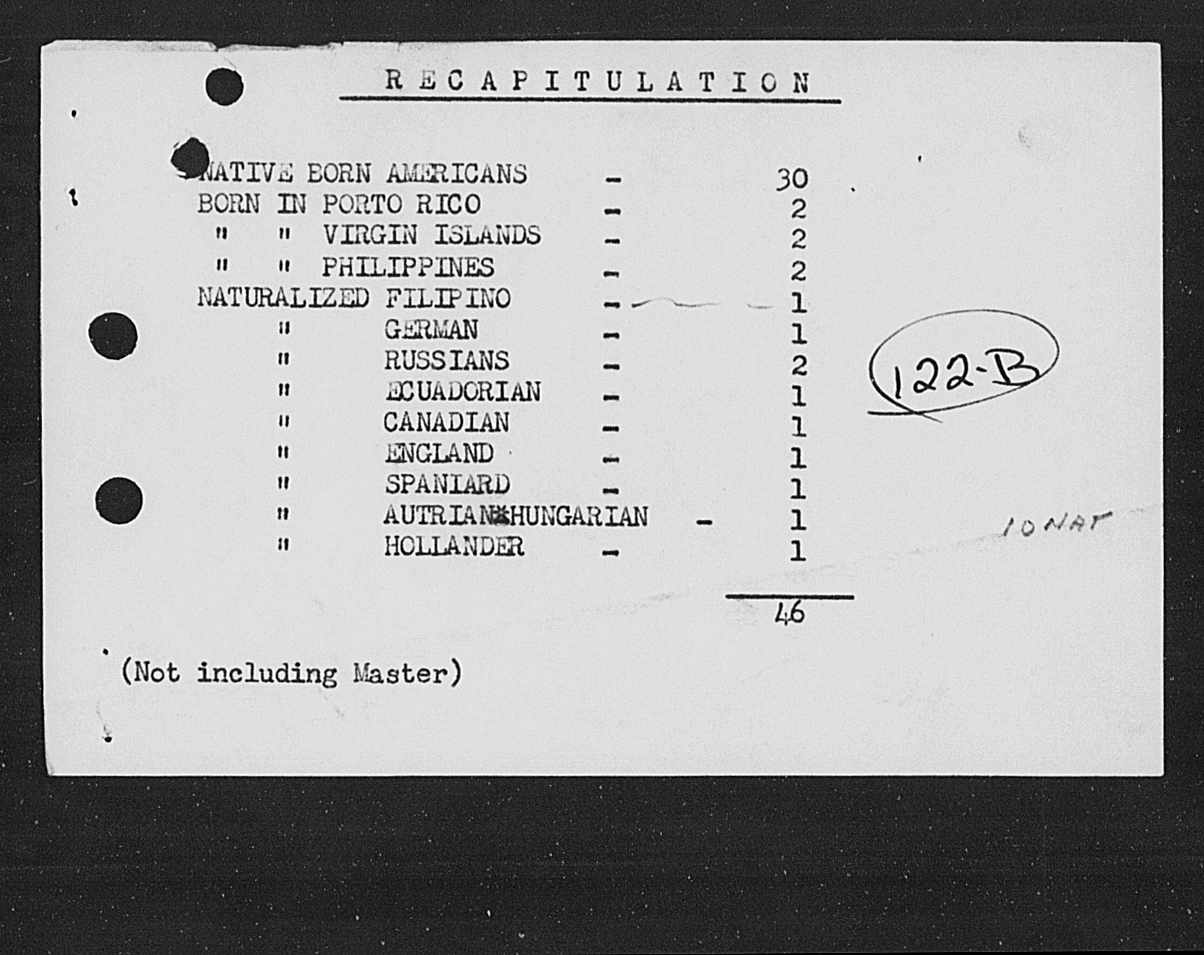 RECAPITULATION
NATIVE BORN AMERICANS - 30
BORN IN PORTO RICO - 2
" " VIRGIN ISLANDS - 2
" " PHILIPPINES - 2
NATURALIZED FILIPINO - 1
" GERMAN - 1
" RUSSIANS - 2
" ECUADORIAN - 1
" CANADIAN - 1
" ENGLAND - 1
" SPANIARD - 1
" AUTRIAN HUNGARIAN - 1
" HOLLANDER - 1
46
122-B
10 NAT
(Not including Master)